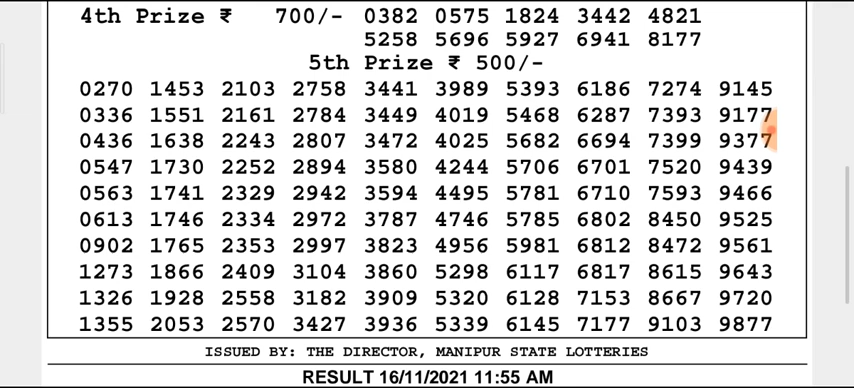 4th Prize ₹ 700/- 0382 0575 1824 3442 4821
5258 5696 5927 6941 8177
5th Prize ₹ 500/-
0270 1453 2103 2758 3441 3989 5393 6186 7274 9145
0336 1551 2161 2784 3449 4019 5468 6287 7393 9177
0436 1638 2243 2807 3472 4025 5682 6694 7399 9377
0547 1730 2252 2894 3580 4244 5706 6701 7520 9439
0563 1741 2329 2942 3594 4495 5781 6710 7593 9466
0613 1746 2334 2972 3787 4746 5785 6802 8450 9525
0902 1765 2353 2997 3823 4956 5981 6812 8472 9561
1273 1866 2409 3104 3860 5298 6117 6817 8615 9643
1326 1928 2558 3182 3909 5320 6128 7153 8667 9720
1355 2053 2570 3427 3936 5339 6145 7177 9103 9877
ISSUED BY: THE DIRECTOR, MANIPUR STATE LOTTERIES
RESULT 16/11/2021 11:55 AM